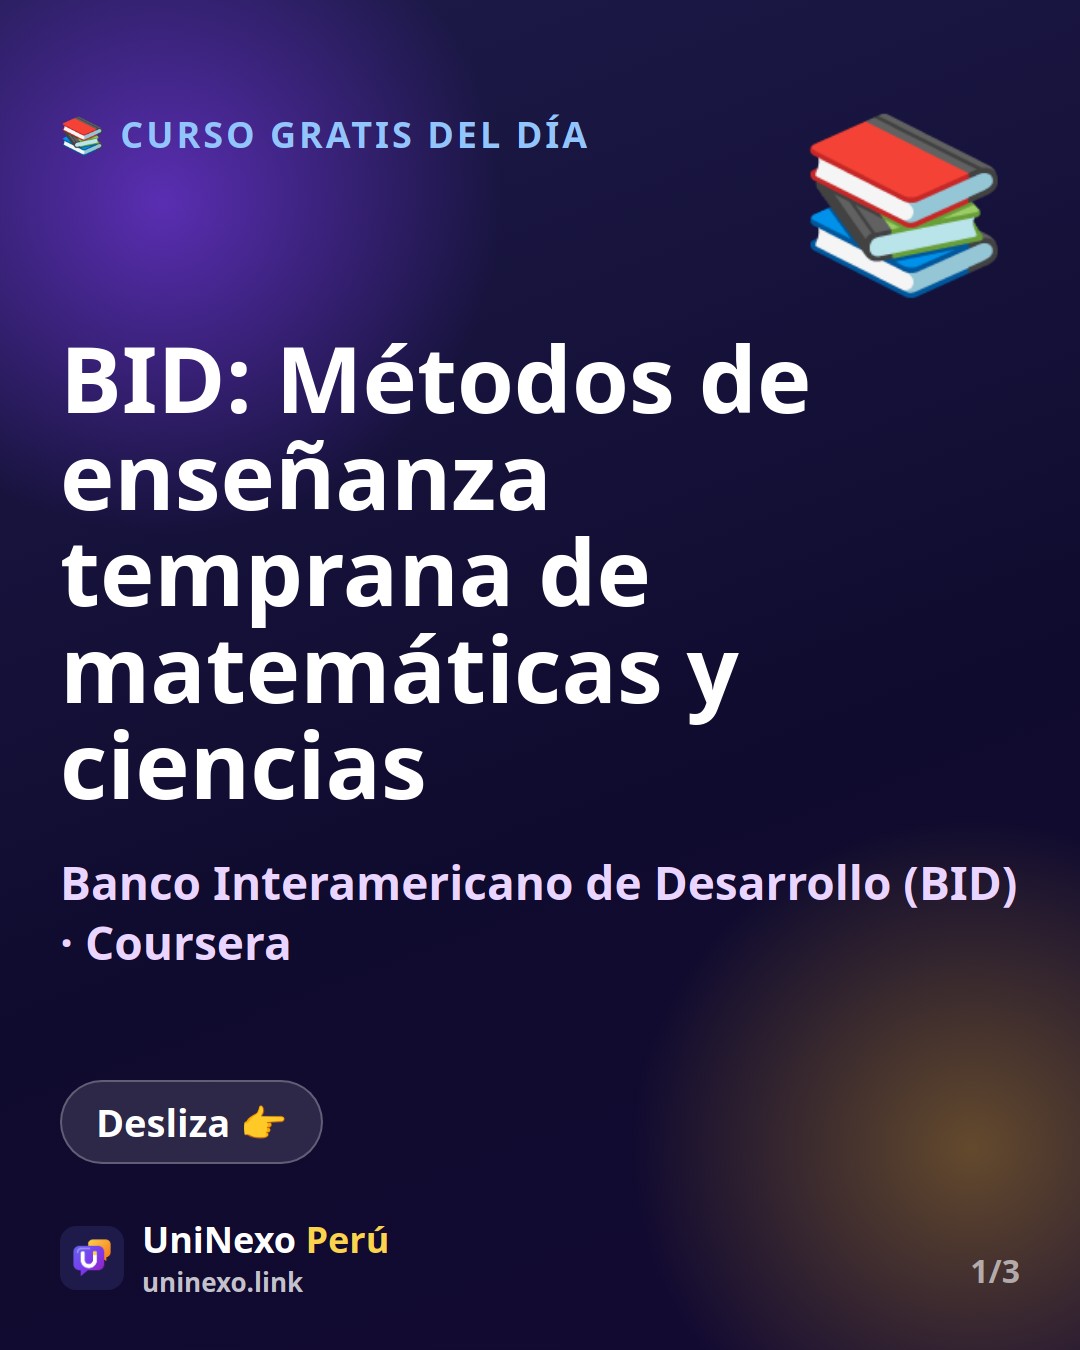 📚 CURSO GRATIS DEL DÍA
BID: Métodos de
enseñanza
temprana de
matemáticas y
ciencias
Banco Interamericano de Desarrollo (BID)
· Coursera
Desliza 👉
UniNexo Perú
uninexo.link
1/3